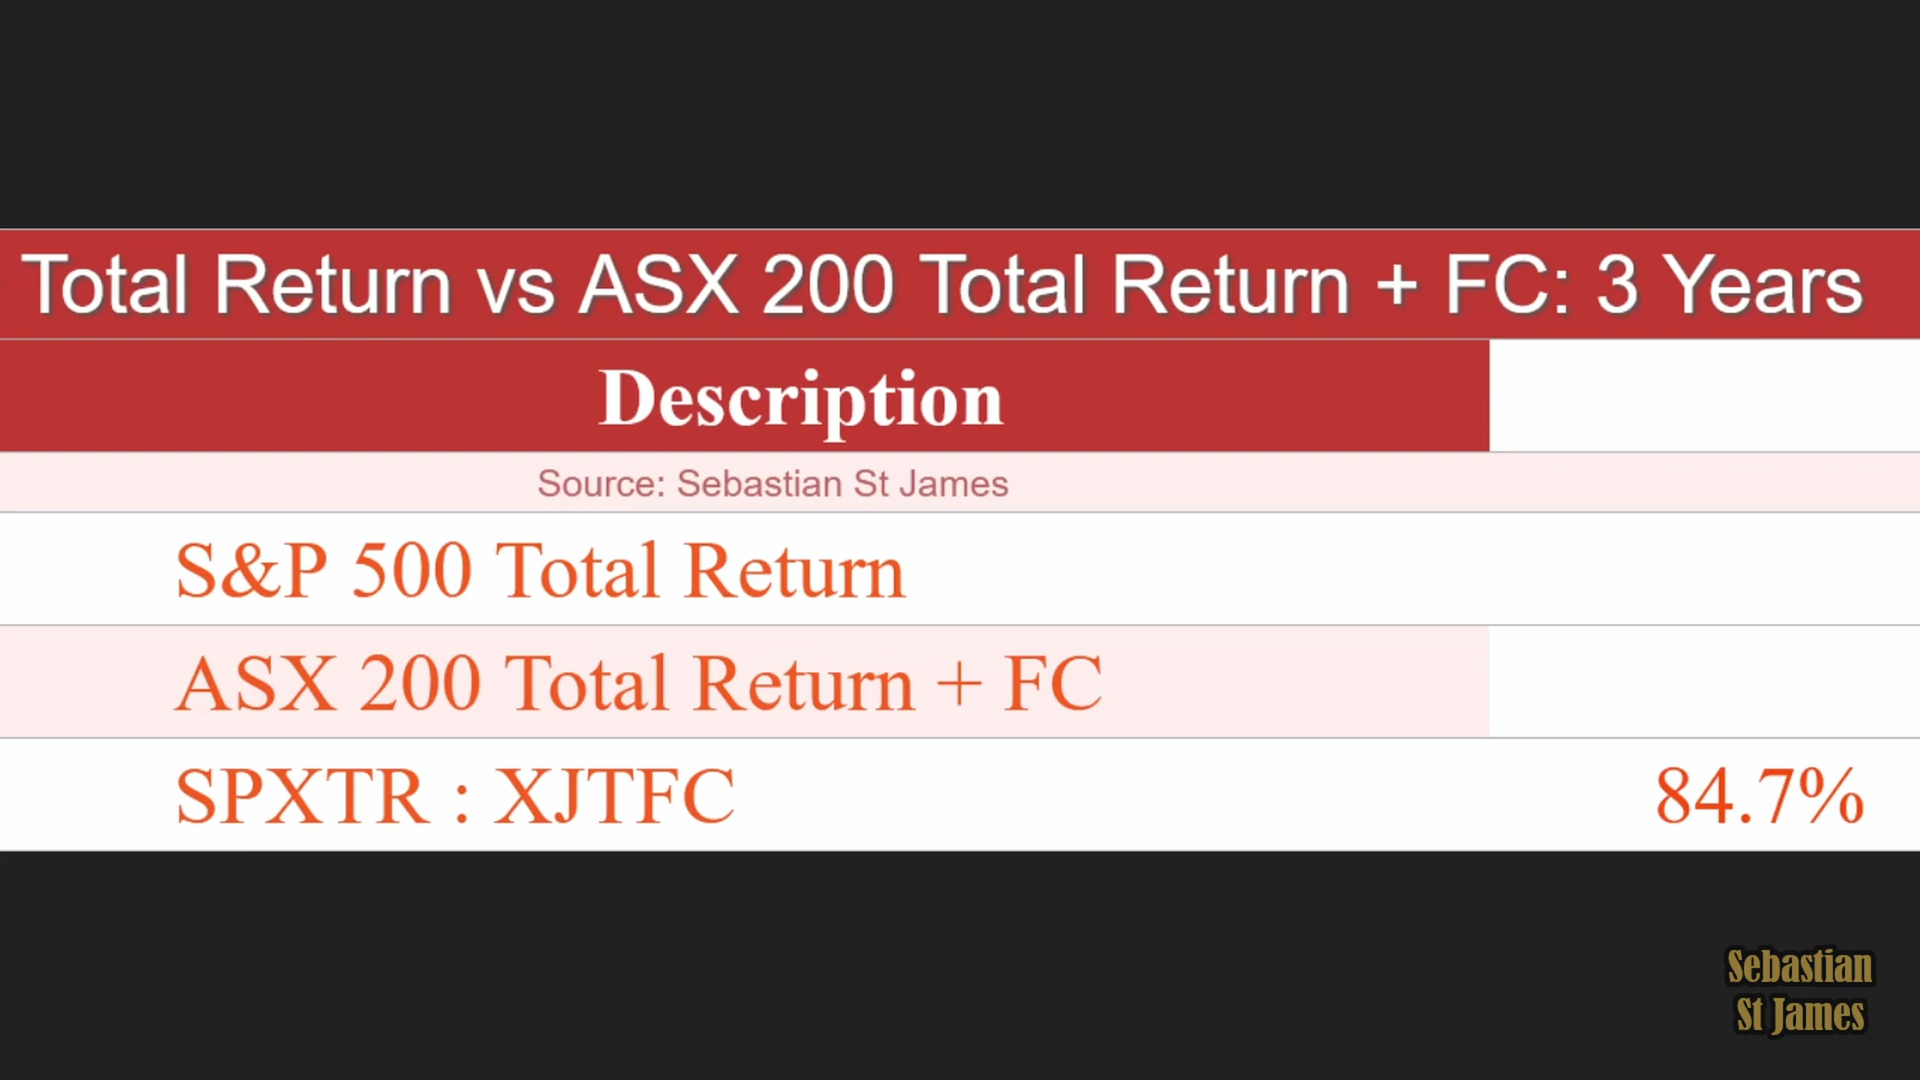 Total Return vs ASX 200 Total Return + FC: 3 Years
Description
Source: Sebastian St James
S&P 500 Total Return
ASX 200 Total Return + FC
SPXTR : XJTFC 84.7%
Sebastian
St James